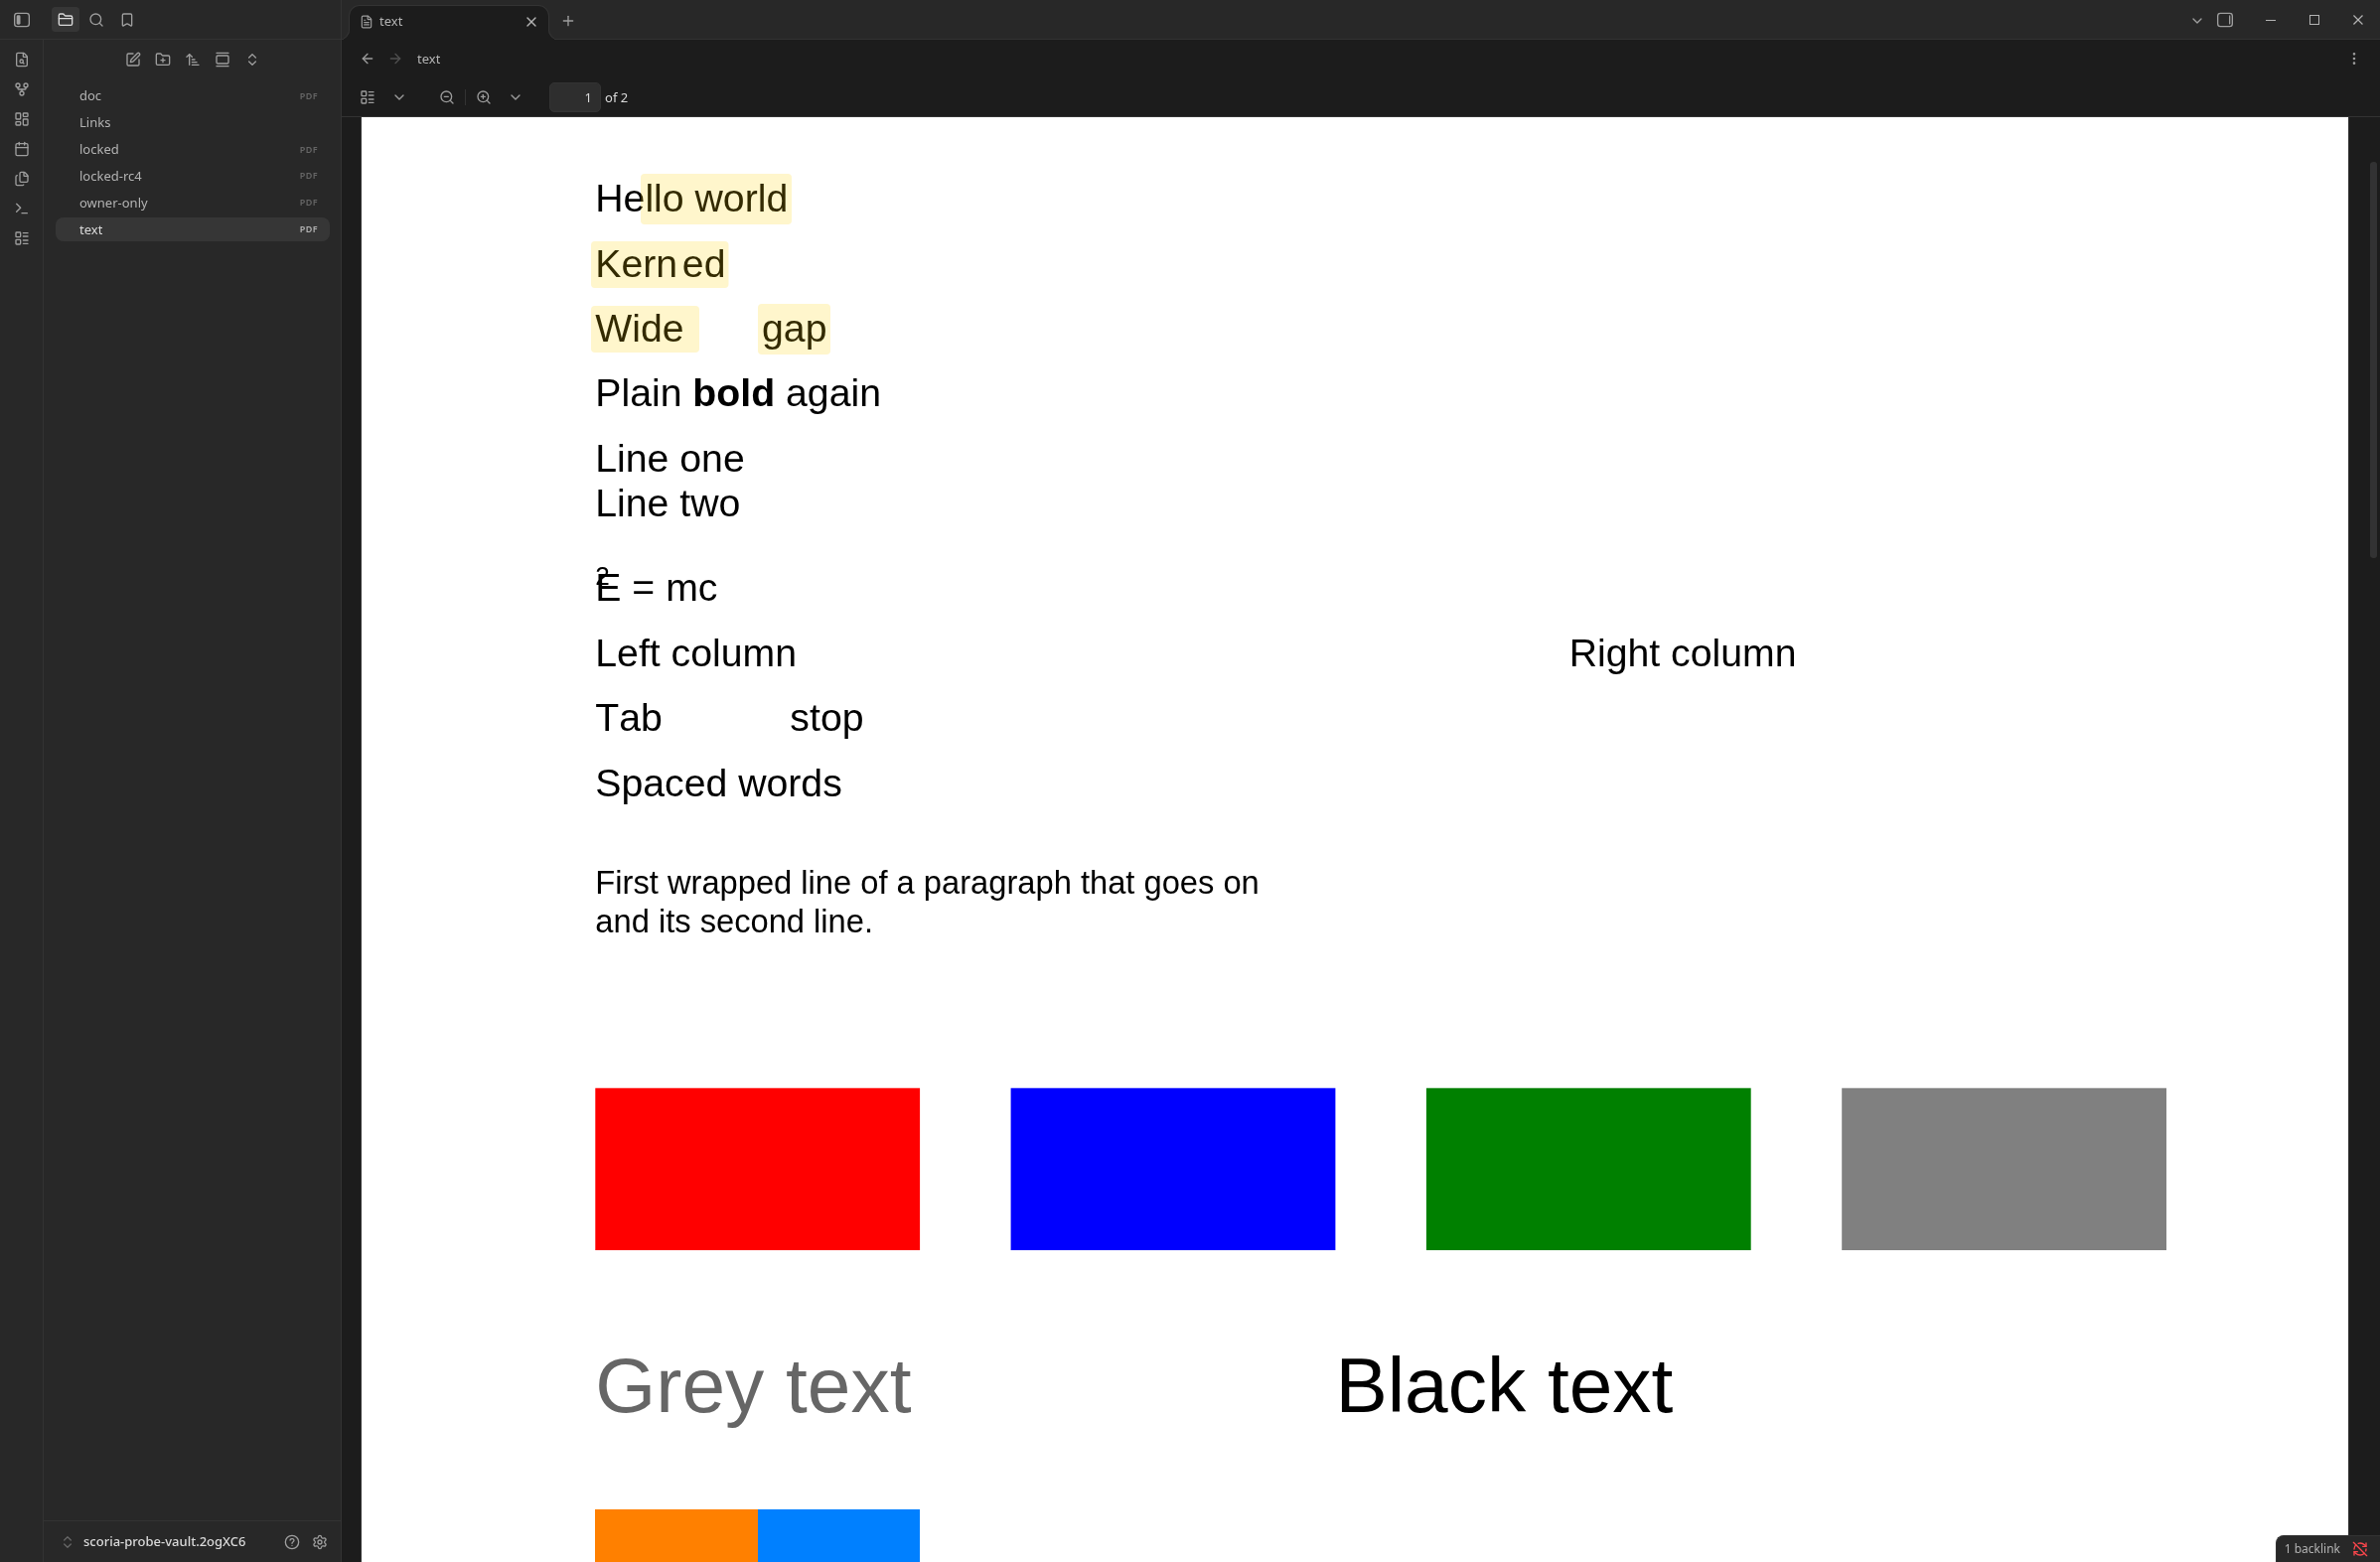 text
text
1 of 2
doc PDF
Links
locked PDF
locked-rc4 PDF
owner-only PDF
text PDF
Hello world
Kerned
Wide gap
Plain bold again
Line one
Line two
2
E = mc
Left column Right column
Tab stop
Spaced words
First wrapped line of a paragraph that goes on
and its second line.
Grey text Black text
scoria-probe-vault.2ogXC6
1 backlink